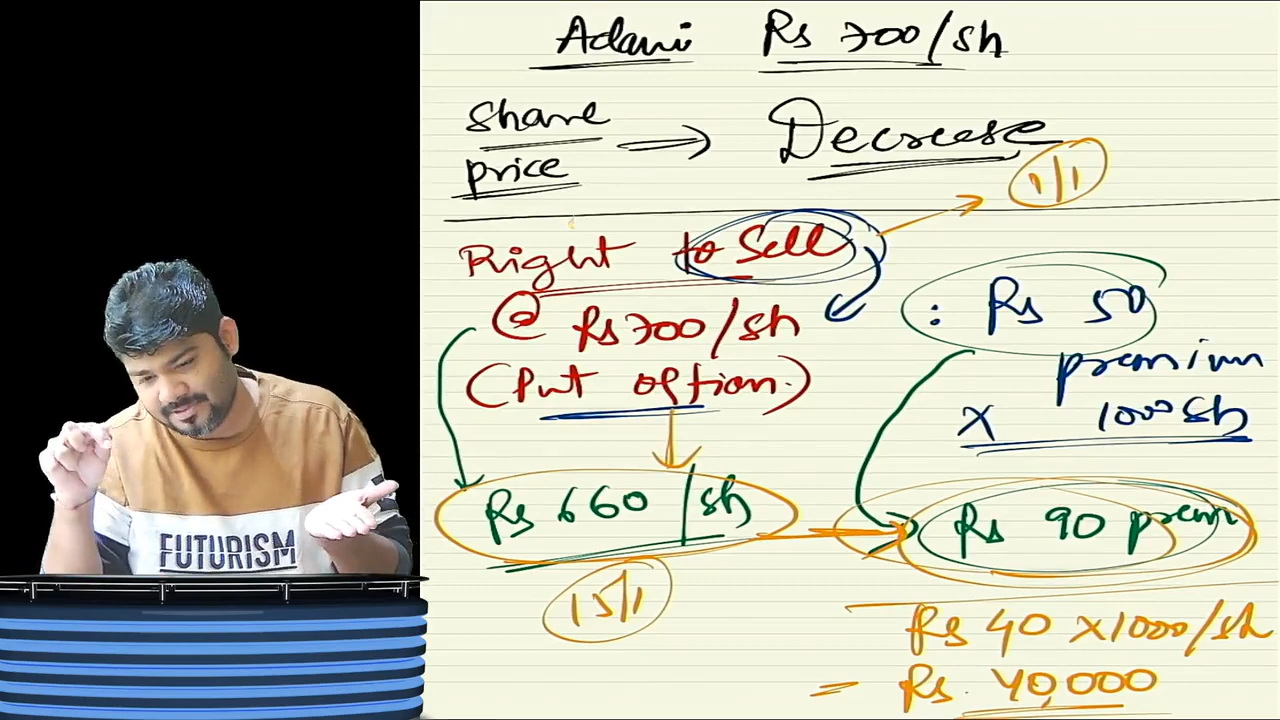 Adani Rs 700/sh
share
price ⇒ Decrease
1/1
Right to Sell
@ Rs 700/sh
(Put option.)
: Rs 50
premium
X 1000 sh
Rs 660/sh
15/1
Rs 90 prem
Rs 40 X 1000/sh
= Rs. 40,000
FUTURISM